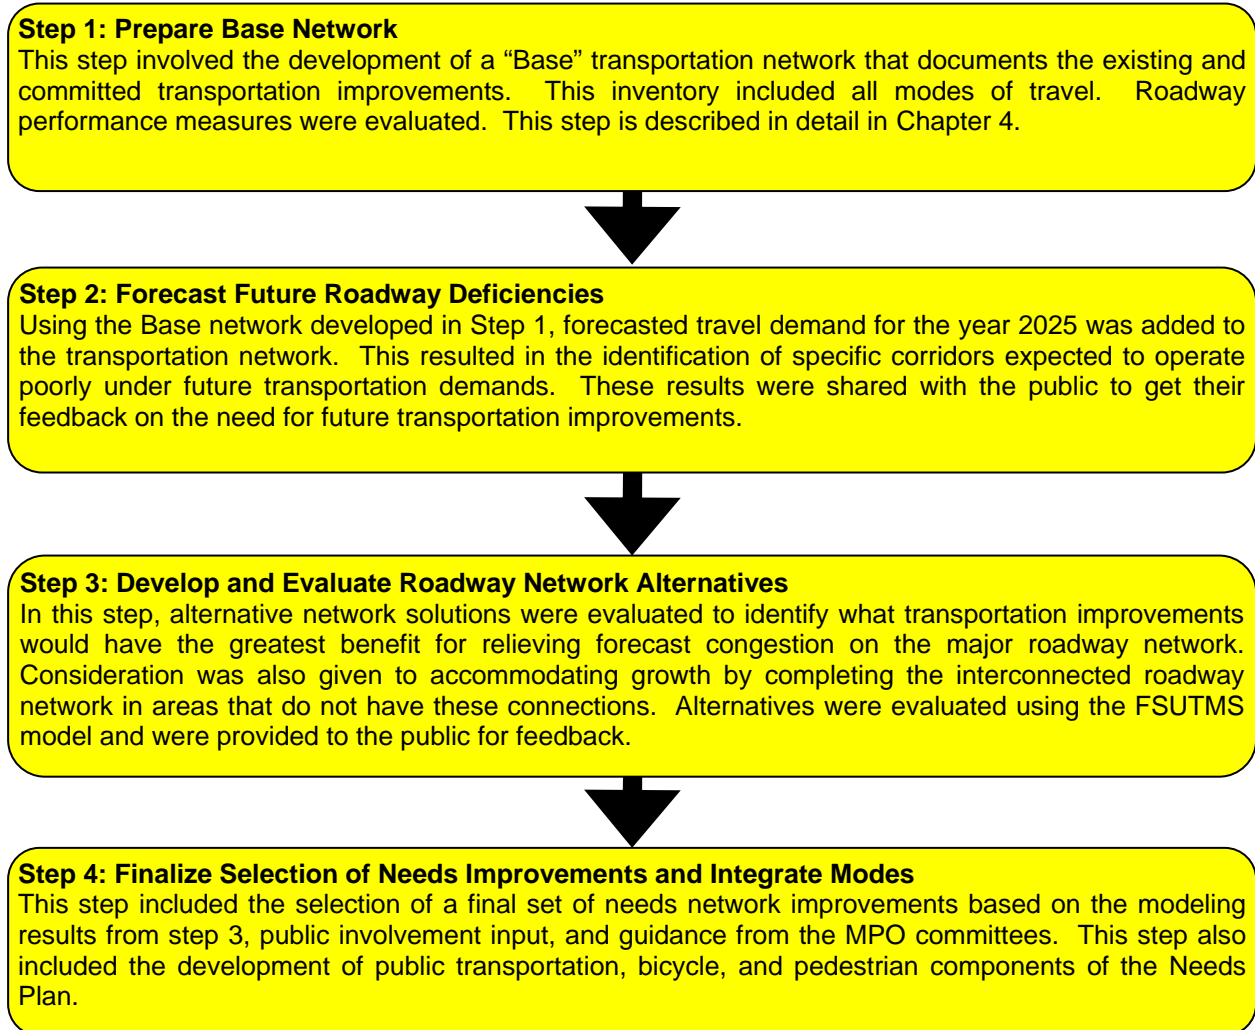 Step 1: Prepare Base Network
This step involved the development of a “Base” transportation network that documents the existing and
committed transportation improvements. This inventory included all modes of travel. Roadway
performance measures were evaluated. This step is described in detail in Chapter 4.
Step 2: Forecast Future Roadway Deficiencies
Using the Base network developed in Step 1, forecasted travel demand for the year 2025 was added to
the transportation network. This resulted in the identification of specific corridors expected to operate
poorly under future transportation demands. These results were shared with the public to get their
feedback on the need for future transportation improvements.
Step 3: Develop and Evaluate Roadway Network Alternatives
In this step, alternative network solutions were evaluated to identify what transportation improvements
would have the greatest benefit for relieving forecast congestion on the major roadway network.
Consideration was also given to accommodating growth by completing the interconnected roadway
network in areas that do not have these connections. Alternatives were evaluated using the FSUTMS
model and were provided to the public for feedback.
Step 4: Finalize Selection of Needs Improvements and Integrate Modes
This step included the selection of a final set of needs network improvements based on the modeling
results from step 3, public involvement input, and guidance from the MPO committees. This step also
included the development of public transportation, bicycle, and pedestrian components of the Needs
Plan.